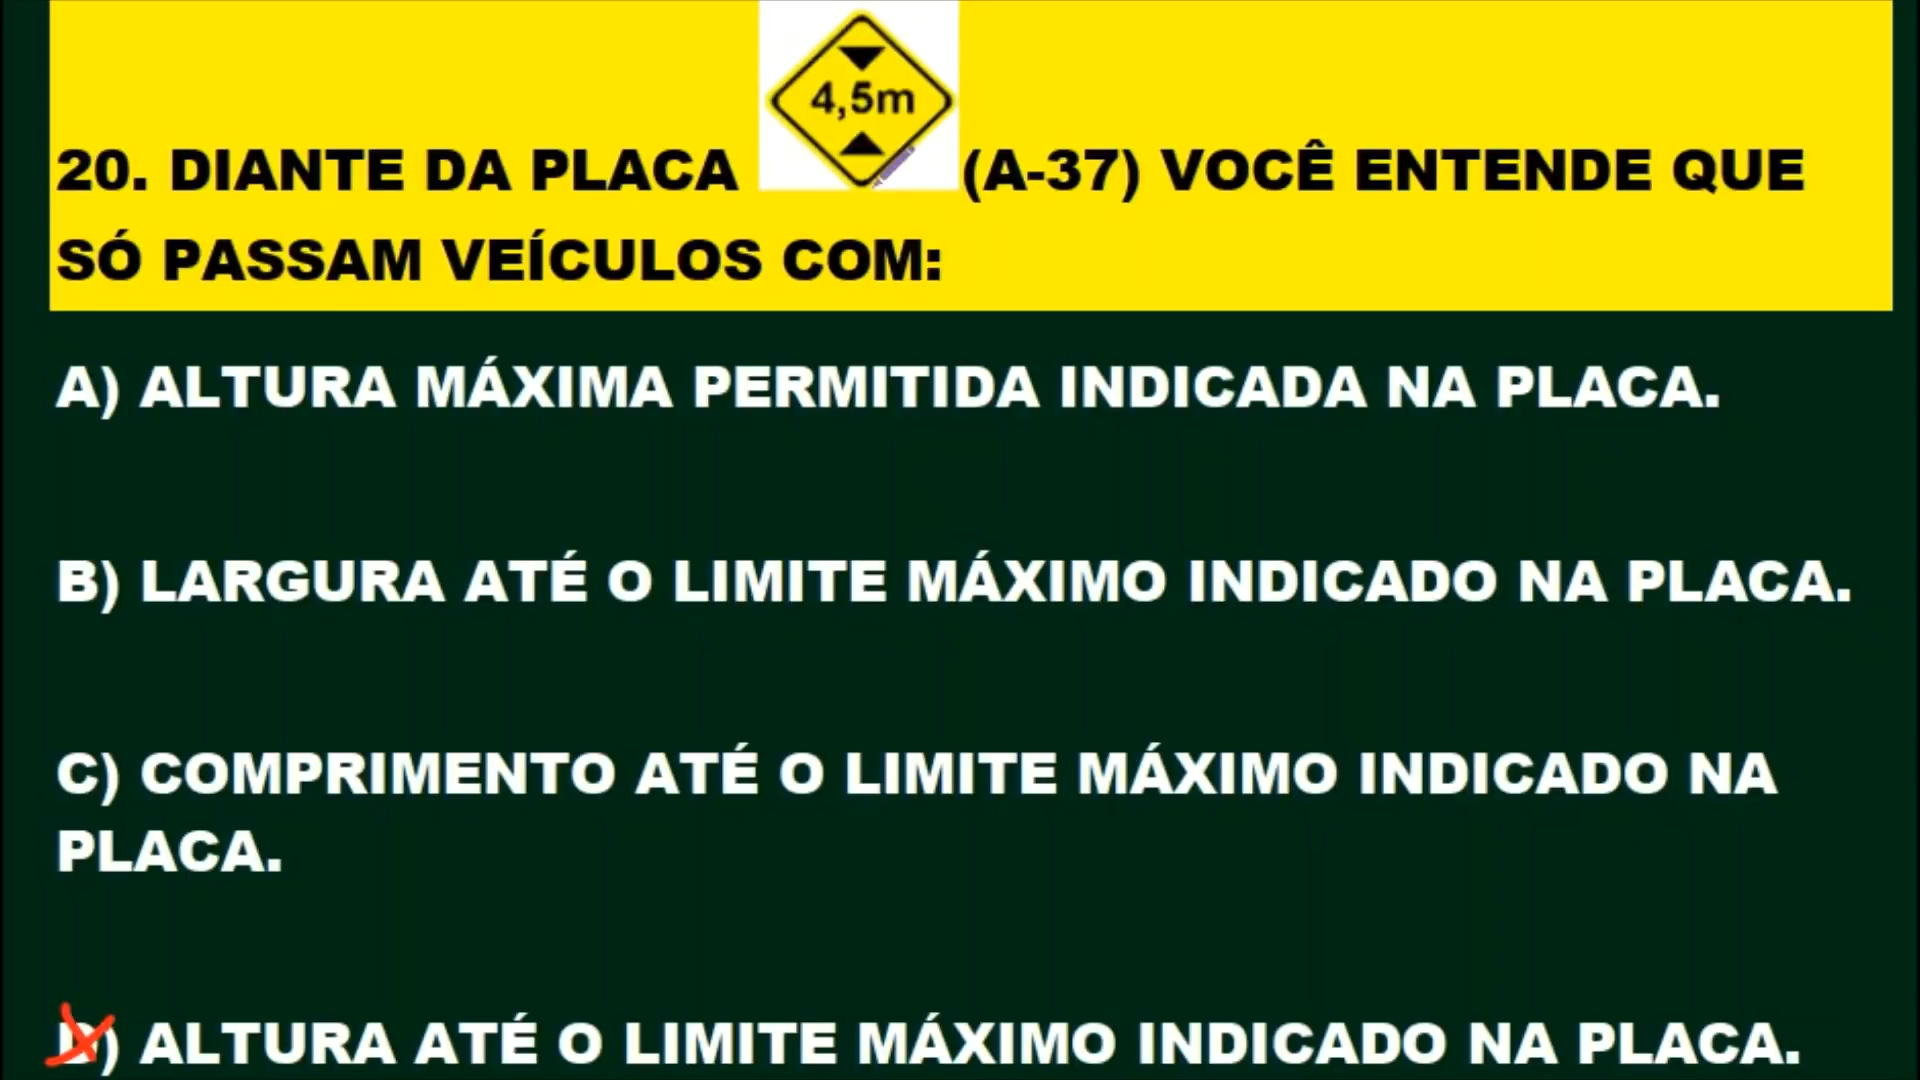 4,5m
20. DIANTE DA PLACA (A-37) VOCÊ ENTENDE QUE
SÓ PASSAM VEÍCULOS COM:
A) ALTURA MÁXIMA PERMITIDA INDICADA NA PLACA.
B) LARGURA ATÉ O LIMITE MÁXIMO INDICADO NA PLACA.
C) COMPRIMENTO ATÉ O LIMITE MÁXIMO INDICADO NA
PLACA.
D) ALTURA ATÉ O LIMITE MÁXIMO INDICADO NA PLACA.